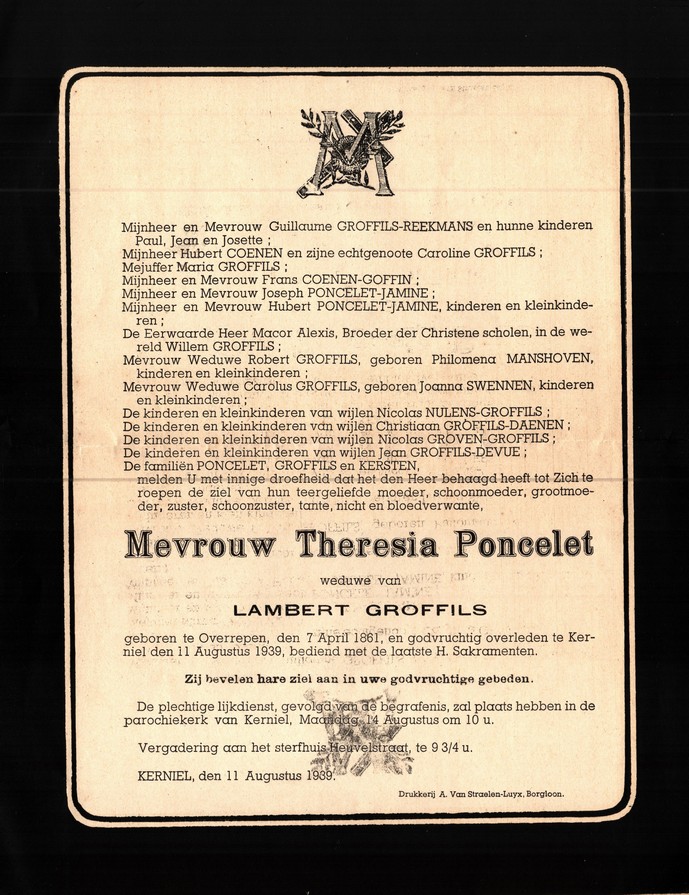 M
Mijnheer en Mevrouw Guillaume GROFFILS-REEKMANS en hunne kinderen
Paul, Jean en Josette ;
Mijnheer Hubert COENEN en zijne echtgenoote Caroline GROFFILS ;
Mejuffer Maria GROFFILS ;
Mijnheer en Mevrouw Frans COENEN-GOFFIN ;
Mijnheer en Mevrouw Joseph PONCELET-JAMINE ;
Mijnheer en Mevrouw Hubert PONCELET-JAMINE, kinderen en kleinkinde-
ren ;
De Eerwaarde Heer Macor Alexis, Broeder der Christene scholen, in de we-
reld Willem GROFFILS ;
Mevrouw Weduwe Robert GROFFILS, geboren Philomena MANSHOVEN,
kinderen en kleinkinderen ;
Mevrouw Weduwe Carolus GROFFILS, geboren Joanna SWENNEN, kinderen
en kleinkinderen ;
De kinderen en kleinkinderen van wijlen Nicolas NULENS-GROFFILS ;
De kinderen en kleinkinderen van wijlen Christiaan GROFFILS-DAENEN ;
De kinderen en kleinkinderen van wijlen Nicolas GROVEN-GROFFILS ;
De kinderen en kleinkinderen van wijlen Jean GROFFILS-DEVUE ;
De familiën PONCELET, GROFFILS en KERSTEN,
melden U met innige droefheid dat het den Heer behaagd heeft tot Zich te
roepen de ziel van hun teergeliefde moeder, schoonmoeder, grootmoe-
der, zuster, schoonzuster, tante, nicht en bloedverwante,
Mevrouw Theresia Poncelet
weduwe van
LAMBERT GROFFILS
geboren te Overrepen, den 7 April 1861, en godvruchtig overleden te Ker-
niel den 11 Augustus 1939, bediend met de laatste H. Sakramenten.
Zij bevelen hare ziel aan in uwe godvruchtige gebeden.
De plechtige lijkdienst, gevolgd van de begrafenis, zal plaats hebben in de
parochiekerk van Kerniel, Maandag 14 Augustus om 10 u.
Vergadering aan het sterfhuis Heuvelstraat, te 9 3/4 u.
KERNIEL, den 11 Augustus 1939.
Drukkerij A. Van Straelen-Luyx, Borgloon.